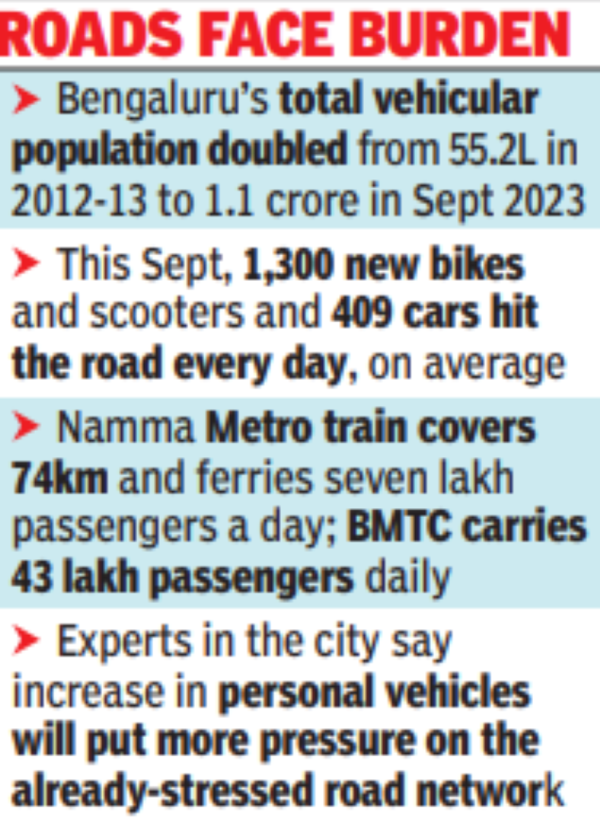 ROADS FACE BURDEN
➤ Bengaluru's total vehicular
population doubled from 55.2L in
2012-13 to 1.1 crore in Sept 2023
➤ This Sept, 1,300 new bikes
and scooters and 409 cars hit
the road every day, on average
➤ Namma Metro train covers
74km and ferries seven lakh
passengers a day; BMTC carries
43 lakh passengers daily
➤ Experts in the city say
increase in personal vehicles
will put more pressure on the
already-stressed road network